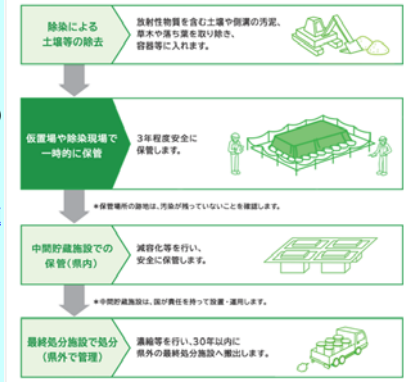 除染による
土壌等の除去
放射性物質を含む土壌や側溝の汚泥、
草木や落ち葉を取り除き、
容器等に入れます。
仮置場や除染現場で
一時的に保管
3年程度安全に
保管します。
*保管場所の跡地は、汚染が残っていないことを確認します。
中間貯蔵施設での
保管(県内)
減容化等を行い、
安全に保管します。
*中間貯蔵施設は、国が責任を持って設置・運用します。
最終処分施設で処分
(県外で管理)
濃縮等を行い、30年以内に
県外の最終処分施設へ搬出します。